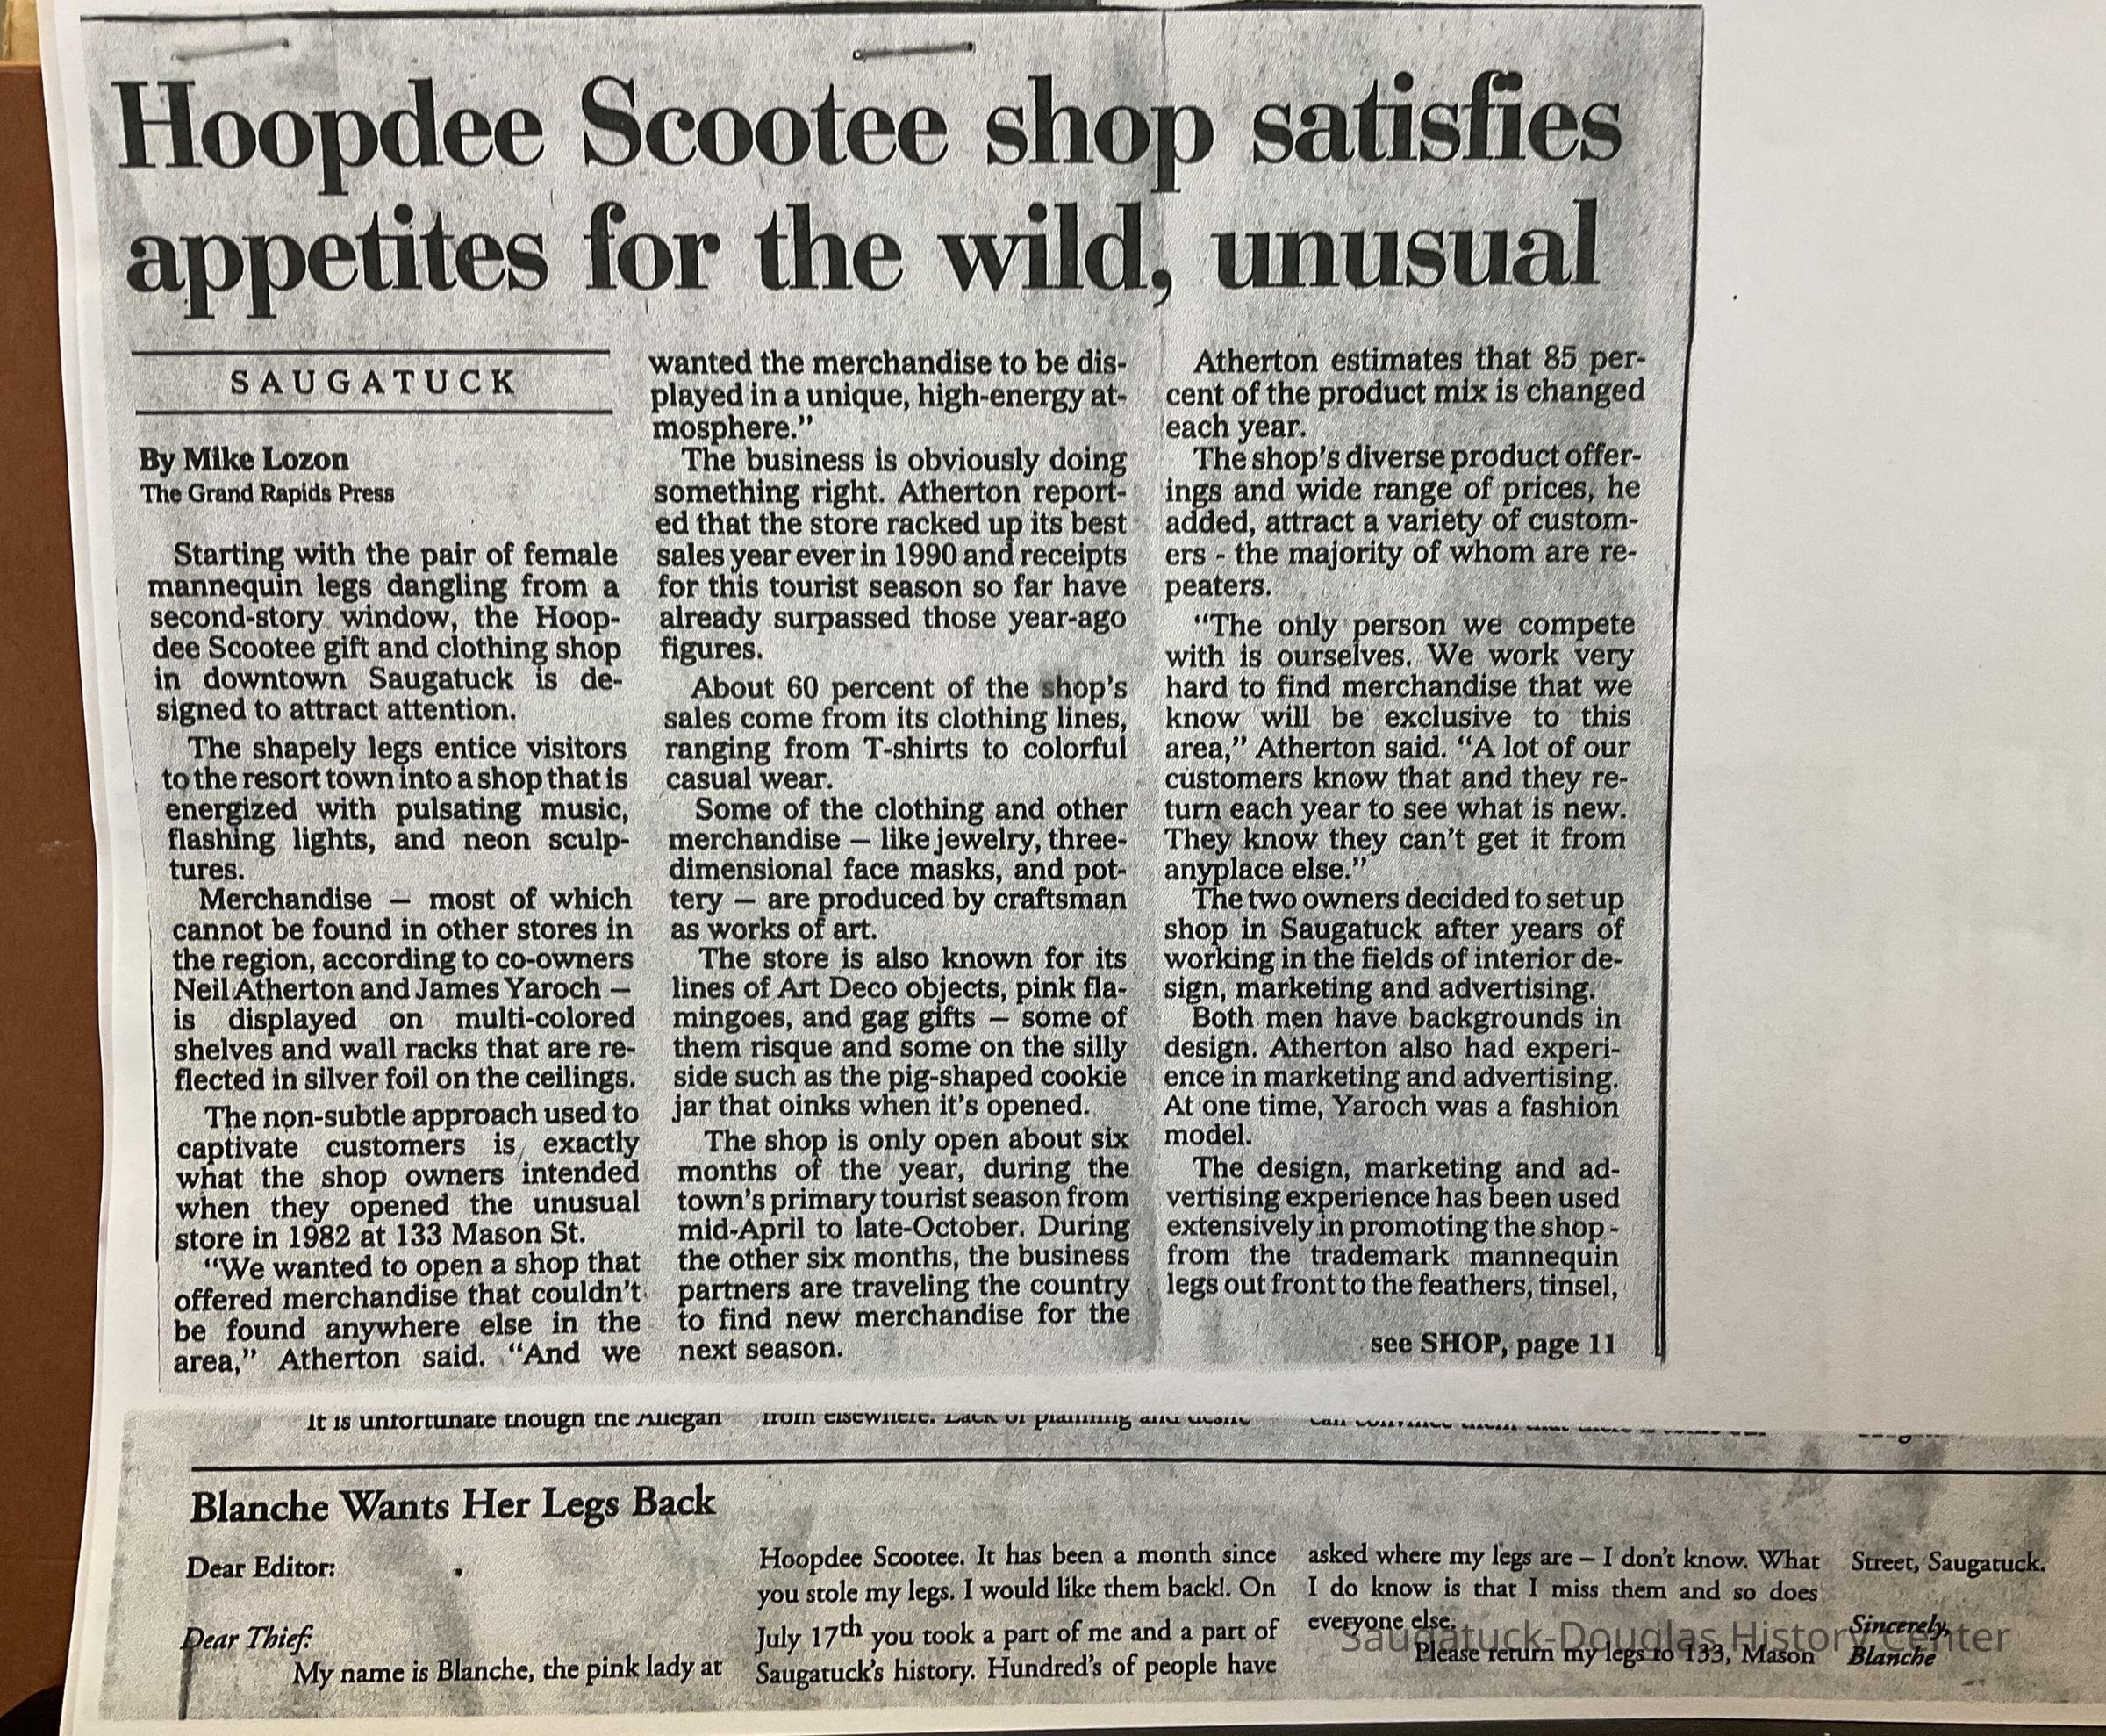 Hoopdee Scootee shop satisfies
appetites for the wild, unusual
SAUGATUCK
By Mike Lozon
The Grand Rapids Press
Starting with the pair of female
mannequin legs dangling from a
second-story window, the Hoop-
dee Scootee gift and clothing shop
in downtown Saugatuck is de-
signed to attract attention.
The shapely legs entice visitors
to the resort town into a shop that is
energized with pulsating music,
flashing lights, and neon sculp-
tures.
Merchandise — most of which
cannot be found in other stores in
the region, according to co-owners
Neil Atherton and James Yaroch —
is displayed on multi-colored
shelves and wall racks that are re-
flected in silver foil on the ceilings.
The non-subtle approach used to
captivate customers is exactly
what the shop owners intended
when they opened the unusual
store in 1982 at 133 Mason St.
"We wanted to open a shop that
offered merchandise that couldn't
be found anywhere else in the
area," Atherton said. "And we
wanted the merchandise to be dis-
played in a unique, high-energy at-
mosphere."
The business is obviously doing
something right. Atherton report-
ed that the store racked up its best
sales year ever in 1990 and receipts
for this tourist season so far have
already surpassed those year-ago
figures.
About 60 percent of the shop's
sales come from its clothing lines,
ranging from T-shirts to colorful
casual wear.
Some of the clothing and other
merchandise — like jewelry, three-
dimensional face masks, and pot-
tery — are produced by craftsman
as works of art.
The store is also known for its
lines of Art Deco objects, pink fla-
mingoes, and gag gifts — some of
them risque and some on the silly
side such as the pig-shaped cookie
jar that oinks when it's opened.
The shop is only open about six
months of the year, during the
town's primary tourist season from
mid-April to late-October. During
the other six months, the business
partners are traveling the country
to find new merchandise for the
next season.
Atherton estimates that 85 per-
cent of the product mix is changed
each year.
The shop's diverse product offer-
ings and wide range of prices, he
added, attract a variety of custom-
ers - the majority of whom are re-
peaters.
"The only person we compete
with is ourselves. We work very
hard to find merchandise that we
know will be exclusive to this
area," Atherton said. "A lot of our
customers know that and they re-
turn each year to see what is new.
They know they can't get it from
anyplace else."
The two owners decided to set up
shop in Saugatuck after years of
working in the fields of interior de-
sign, marketing and advertising.
Both men have backgrounds in
design. Atherton also had experi-
ence in marketing and advertising.
At one time, Yaroch was a fashion
model.
The design, marketing and ad-
vertising experience has been used
extensively in promoting the shop -
from the trademark mannequin
legs out front to the feathers, tinsel,
see SHOP, page 11
It is unfortunate though the Allegan
from elsewhere. Lack of planning and
Blanche Wants Her Legs Back
Dear Editor:
Dear Thief:
My name is Blanche, the pink lady at
Hoopdee Scootee. It has been a month since
you stole my legs. I would like them back!. On
July 17th you took a part of me and a part of
Saugatuck's history. Hundred's of people have
asked where my legs are – I don't know. What
I do know is that I miss them and so does
everyone else.
Please return my legs to 133, Mason
Street, Saugatuck.
Sincerely,
Blanche
Saugatuck-Douglas History Center